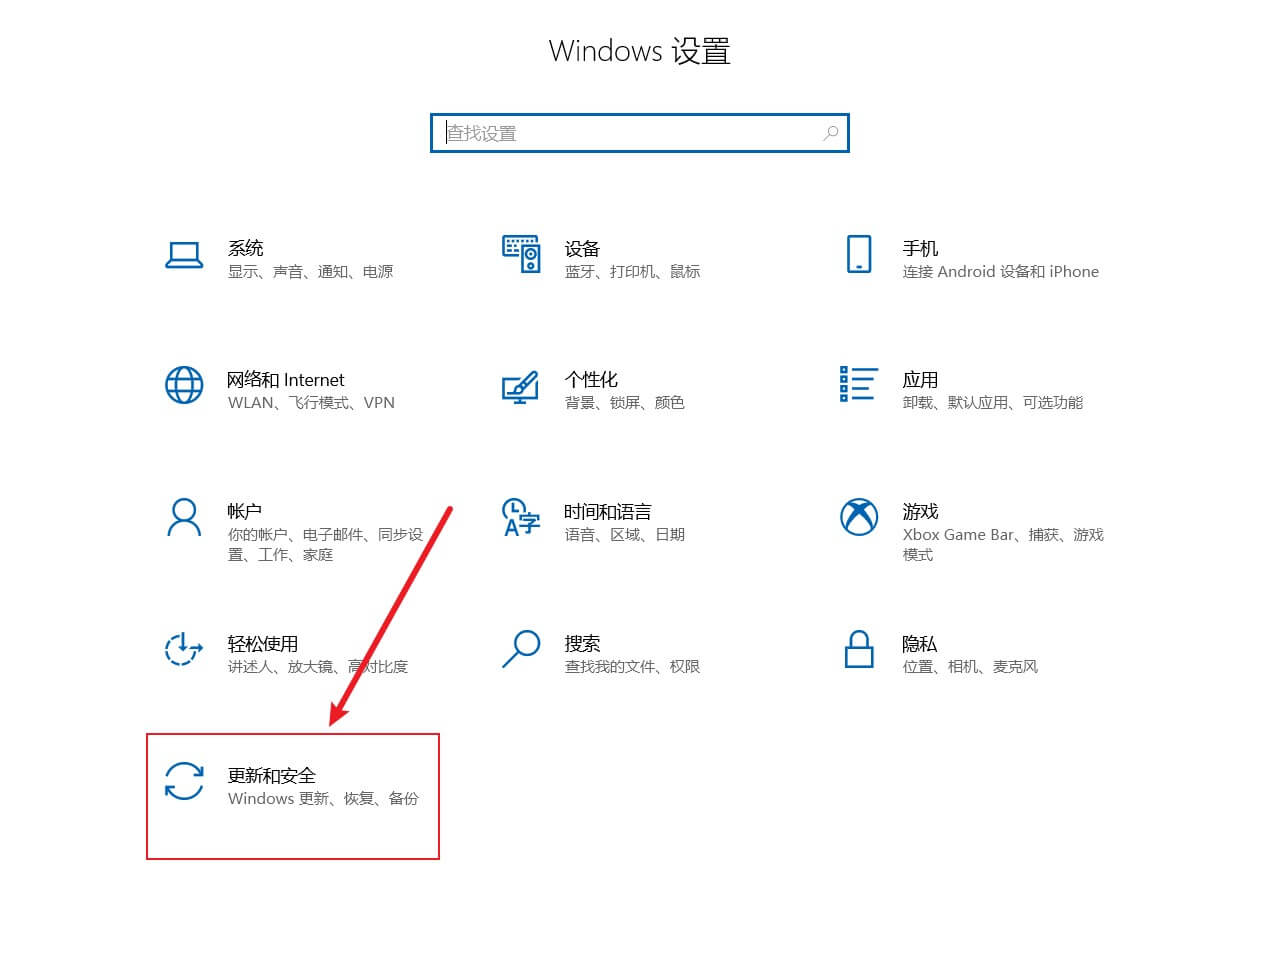 Windows 设置
查找设置
系统
显示、声音、通知、电源
设备
蓝牙、打印机、鼠标
手机
连接 Android 设备和 iPhone
网络和 Internet
WLAN、飞行模式、VPN
个性化
背景、锁屏、颜色
应用
卸载、默认应用、可选功能
帐户
你的帐户、电子邮件、同步设
置、工作、家庭
时间和语言
语音、区域、日期
游戏
Xbox Game Bar、捕获、游戏
模式
轻松使用
讲述人、放大镜、高对比度
搜索
查找我的文件、权限
隐私
位置、相机、麦克风
更新和安全
Windows 更新、恢复、备份